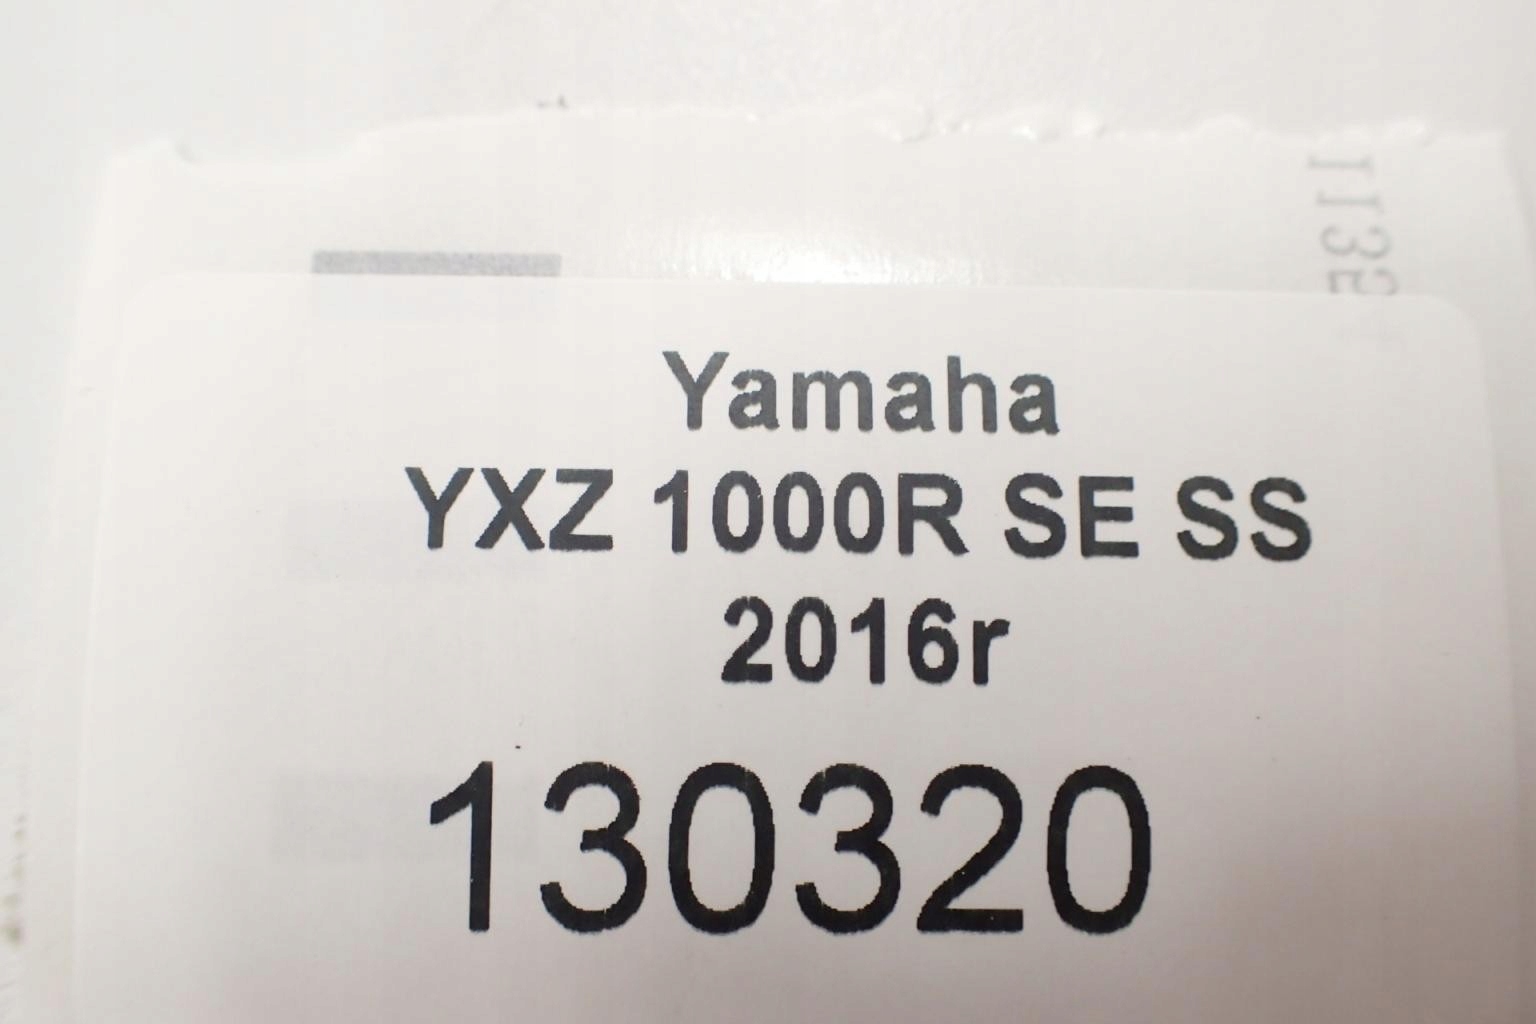 Yamaha
YXZ 1000R SE SS
2016r
130320